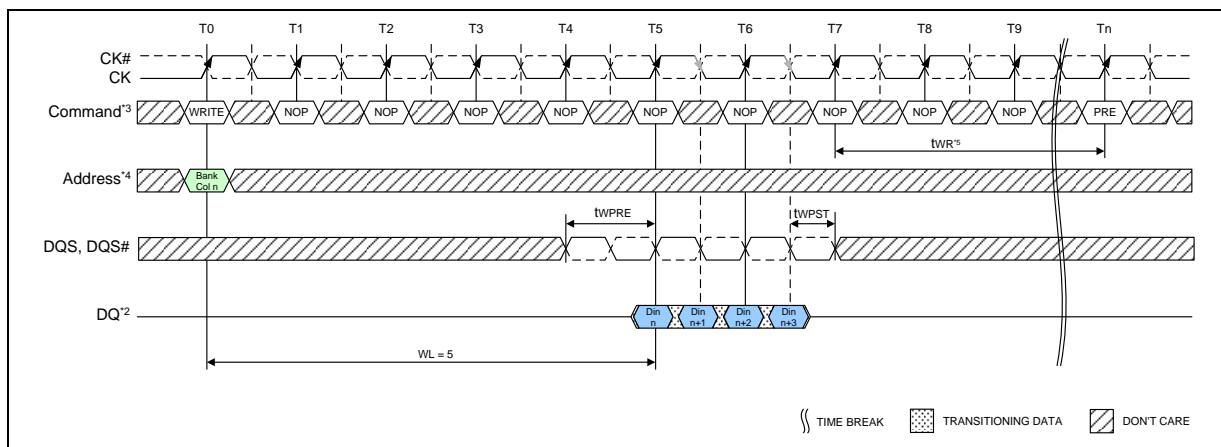 T0 T1 T2 T3 T4 T5 T6 T7 T8 T9 Tn
CK#
CK
Command*3 WRITE NOP NOP NOP NOP NOP NOP NOP NOP NOP PRE
tWR*5
Address*4 Bank Col n
tWPRE tWPST
DQS, DQS#
DQ*2 Din n Din n+1 Din n+2 Din n+3
WL = 5
TIME BREAK TRANSITIONING DATA DON'T CARE